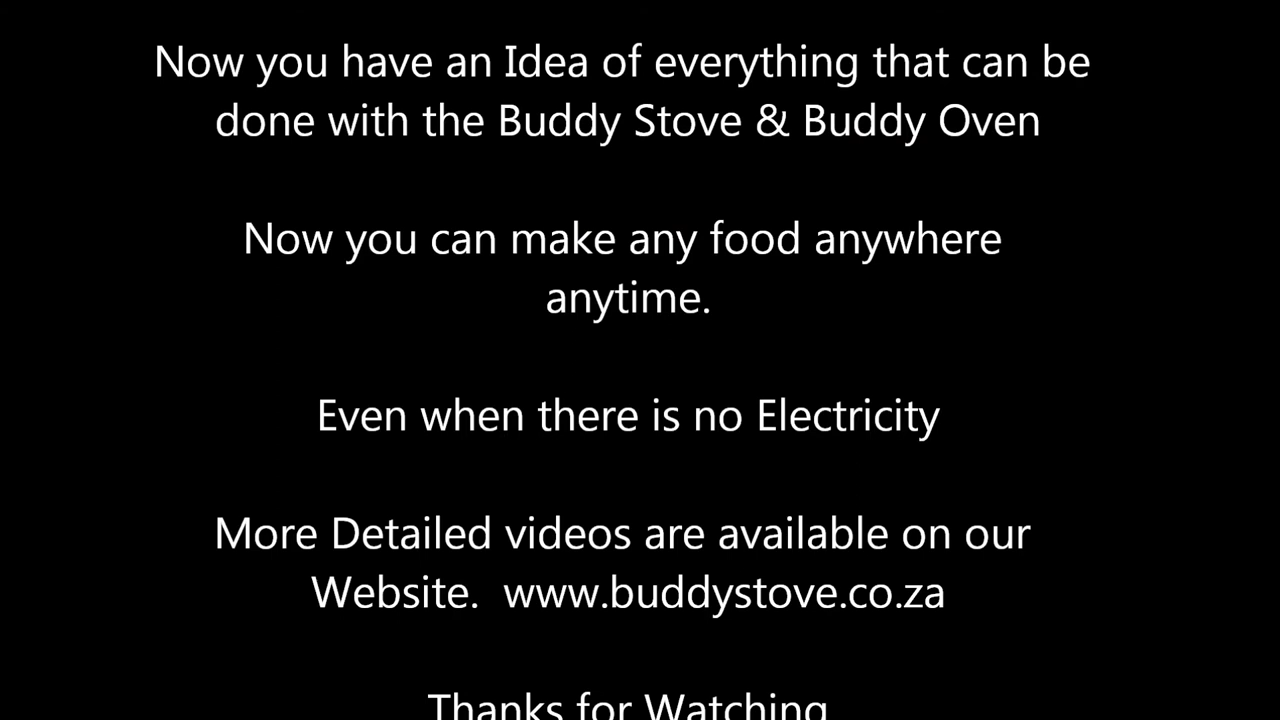 Now you have an Idea of everything that can be
done with the Buddy Stove & Buddy Oven
Now you can make any food anywhere
anytime.
Even when there is no Electricity
More Detailed videos are available on our
Website.  www.buddystove.co.za
Thanks for Watching